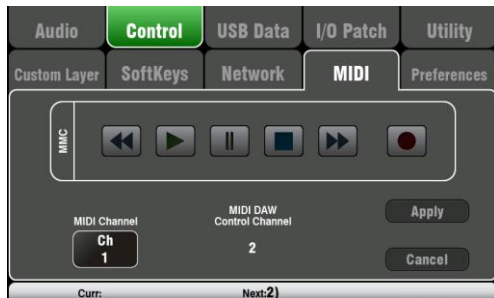 Audio Control USB Data I/O Patch Utility
Custom Layer SoftKeys Network MIDI Preferences
MMC
MIDI Channel
Ch
1
MIDI DAW
Control Channel
2
Apply
Cancel
Curr: Next:2)